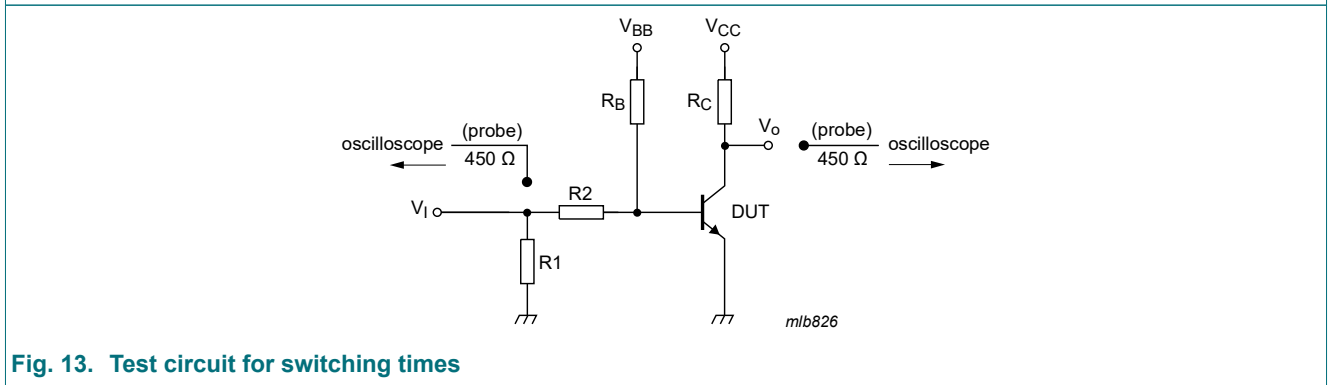 VBB VCC
RB RC
oscilloscope (probe) 450 Ω
Vo (probe) 450 Ω oscilloscope
R2
VI DUT
R1
mlb826
Fig. 13. Test circuit for switching times